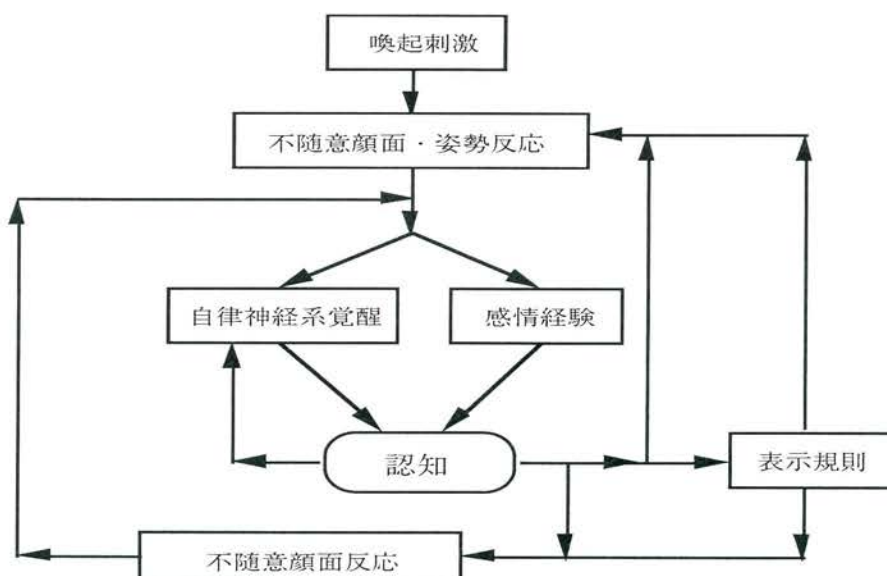 喚起刺激
不随意顔面・姿勢反応
自律神経系覚醒
感情経験
認知
表示規則
不随意顔面反応